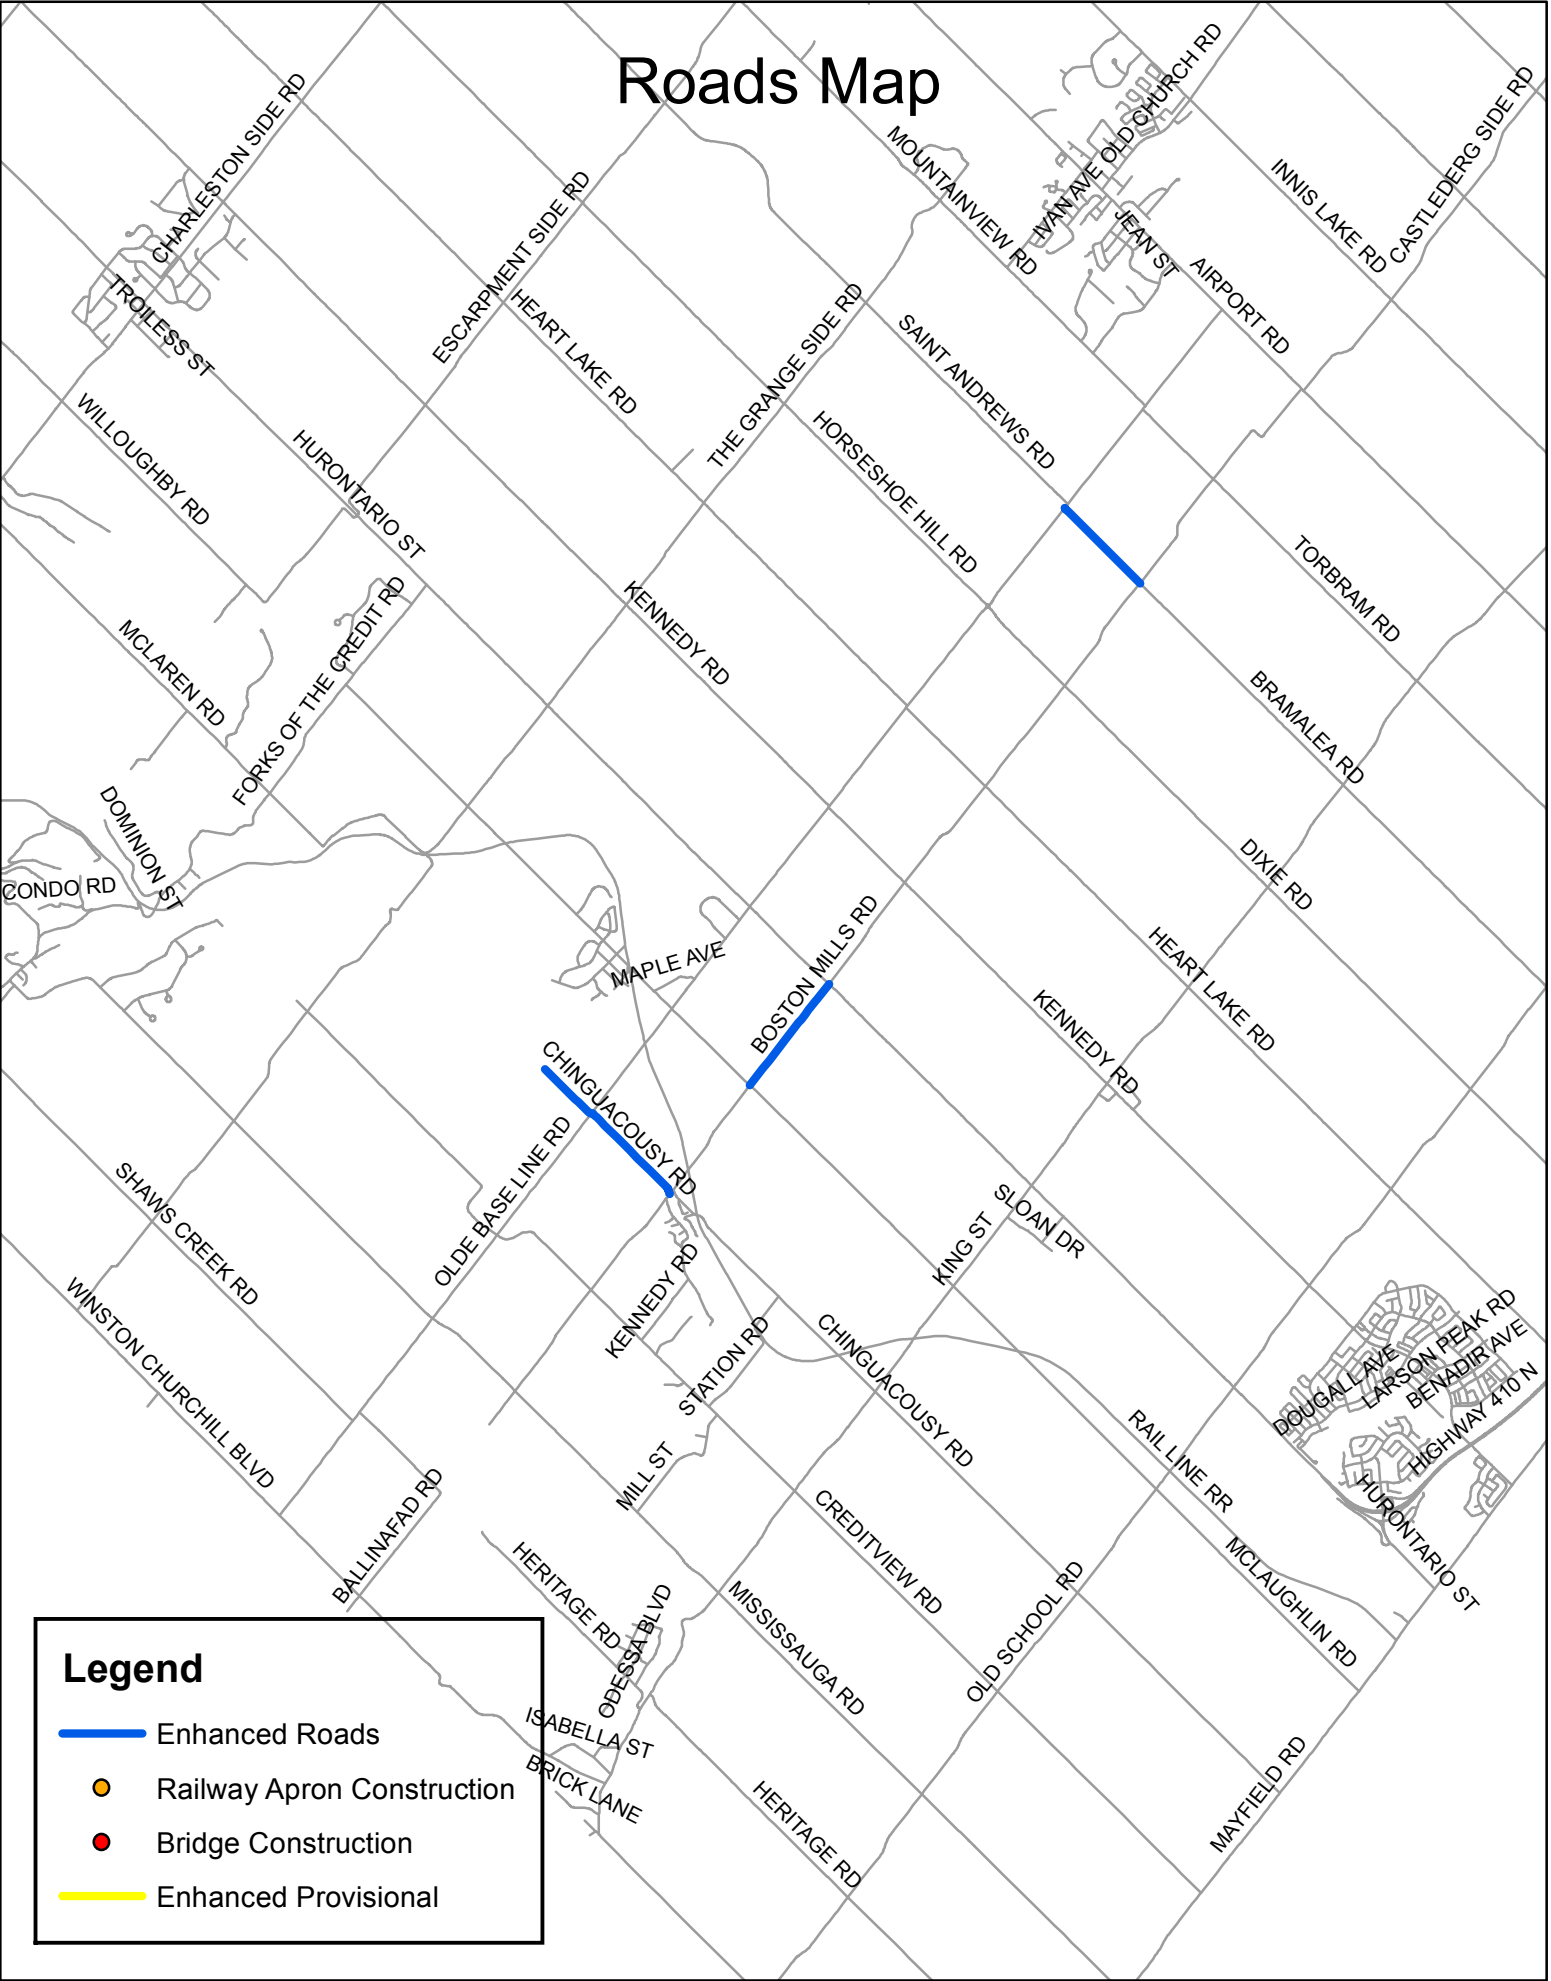 Roads Map
CHARLESTON SIDE RD
IVAN AVE OLD CHURCH RD
CASTLEDERG SIDE RD
MOUNTAINVIEW RD
INNIS LAKE RD
ESCARPMENT SIDE RD
JEAN ST
AIRPORT RD
TROILESS ST
HEART LAKE RD
THE GRANGE SIDE RD
SAINT ANDREWS RD
WILLOUGHBY RD
HURONTARIO ST
HORSESHOE HILL RD
TORBRAM RD
KENNEDY RD
MCLAREN RD
FORKS OF THE CREDIT RD
BRAMALEA RD
DOMINION ST
CONDO RD
DIXIE RD
MAPLE AVE
BOSTON MILLS RD
HEART LAKE RD
KENNEDY RD
CHINGUACOUSY RD
OLDE BASE LINE RD
SHAWS CREEK RD
SLOAN DR
KING ST
KENNEDY RD
WINSTON CHURCHILL BLVD
STATION RD
CHINGUACOUSY RD
LARSON PEAK RD
DOUGALL AVE
BENADIR AVE
HIGHWAY 410 N
RAIL LINE RR
MILL ST
BALLINAFAD RD
CREDITVIEW RD
HURONTARIO ST
HERITAGE RD
MCLAUGHLIN RD
ODESSA BLVD
MISSISSAUGA RD
OLD SCHOOL RD
ISABELLA ST
BRICK LANE
HERITAGE RD
MAYFIELD RD
Legend
Enhanced Roads
Railway Apron Construction
Bridge Construction
Enhanced Provisional